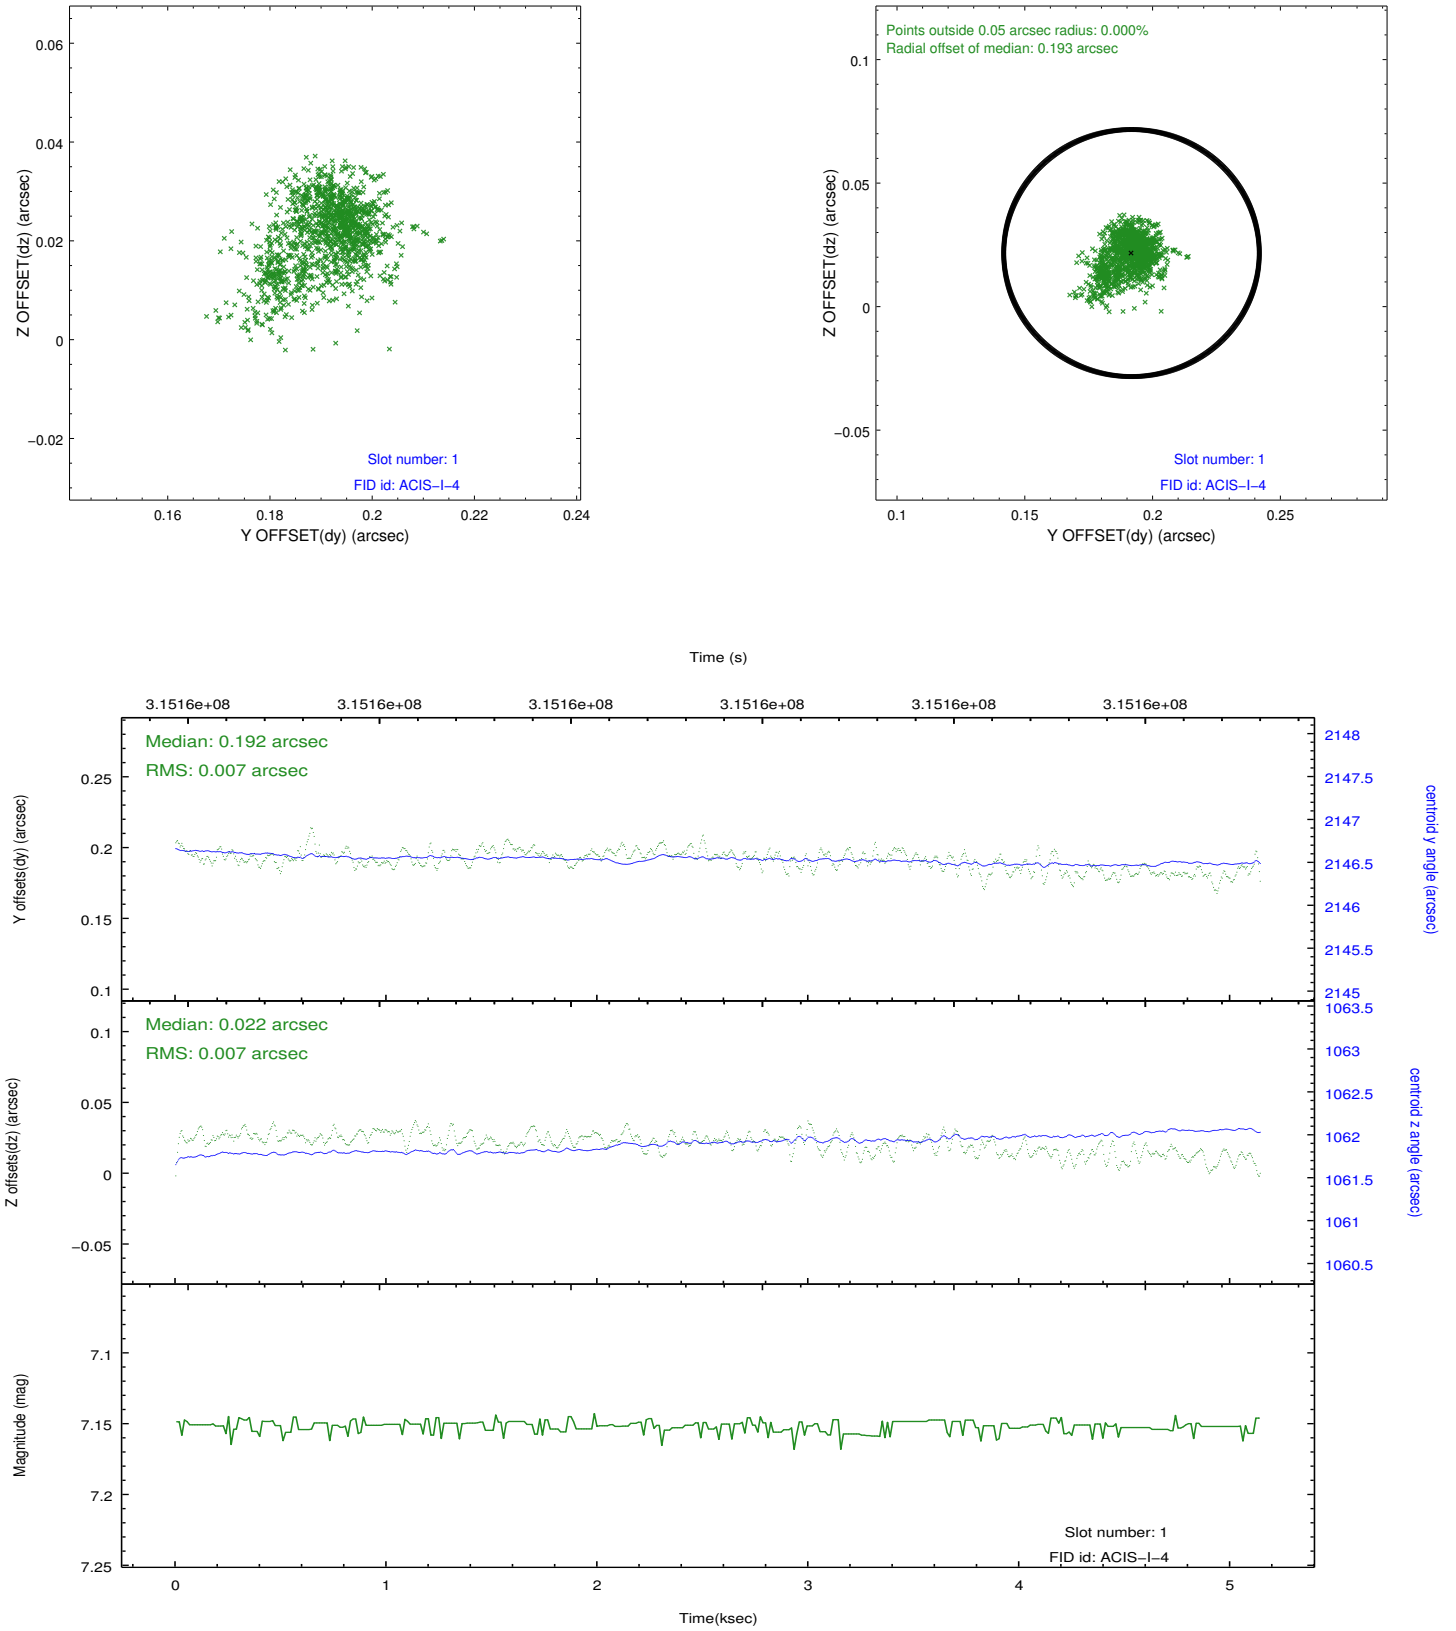 0.06
0.04
0.02
0
−0.02
Z OFFSET(dz) (arcsec)
Slot number: 1
FID id: ACIS−I−4
0.16
0.18
0.2
0.22
0.24
Y OFFSET(dy) (arcsec)
Points outside 0.05 arcsec radius: 0.000%
Radial offset of median: 0.193 arcsec
0.1
0.05
0
−0.05
Z OFFSET(dz) (arcsec)
Slot number: 1
FID id: ACIS−I−4
0.1
0.15
0.2
0.25
Y OFFSET(dy) (arcsec)
Time (s)
3.1516e+08
3.1516e+08
3.1516e+08
3.1516e+08
3.1516e+08
3.1516e+08
Median: 0.192 arcsec
RMS: 0.007 arcsec
0.25
0.2
0.15
0.1
Y offsets(dy) (arcsec)
2148
2147.5
2147
2146.5
2146
2145.5
2145
centroid y angle (arcsec)
Median: 0.022 arcsec
RMS: 0.007 arcsec
0.1
0.05
0
−0.05
Z offsets(dz) (arcsec)
1063.5
1063
1062.5
1062
1061.5
1061
1060.5
centroid z angle (arcsec)
7.1
7.15
7.2
7.25
Magnitude (mag)
Slot number: 1
FID id: ACIS−I−4
0
1
2
3
4
5
Time(ksec)